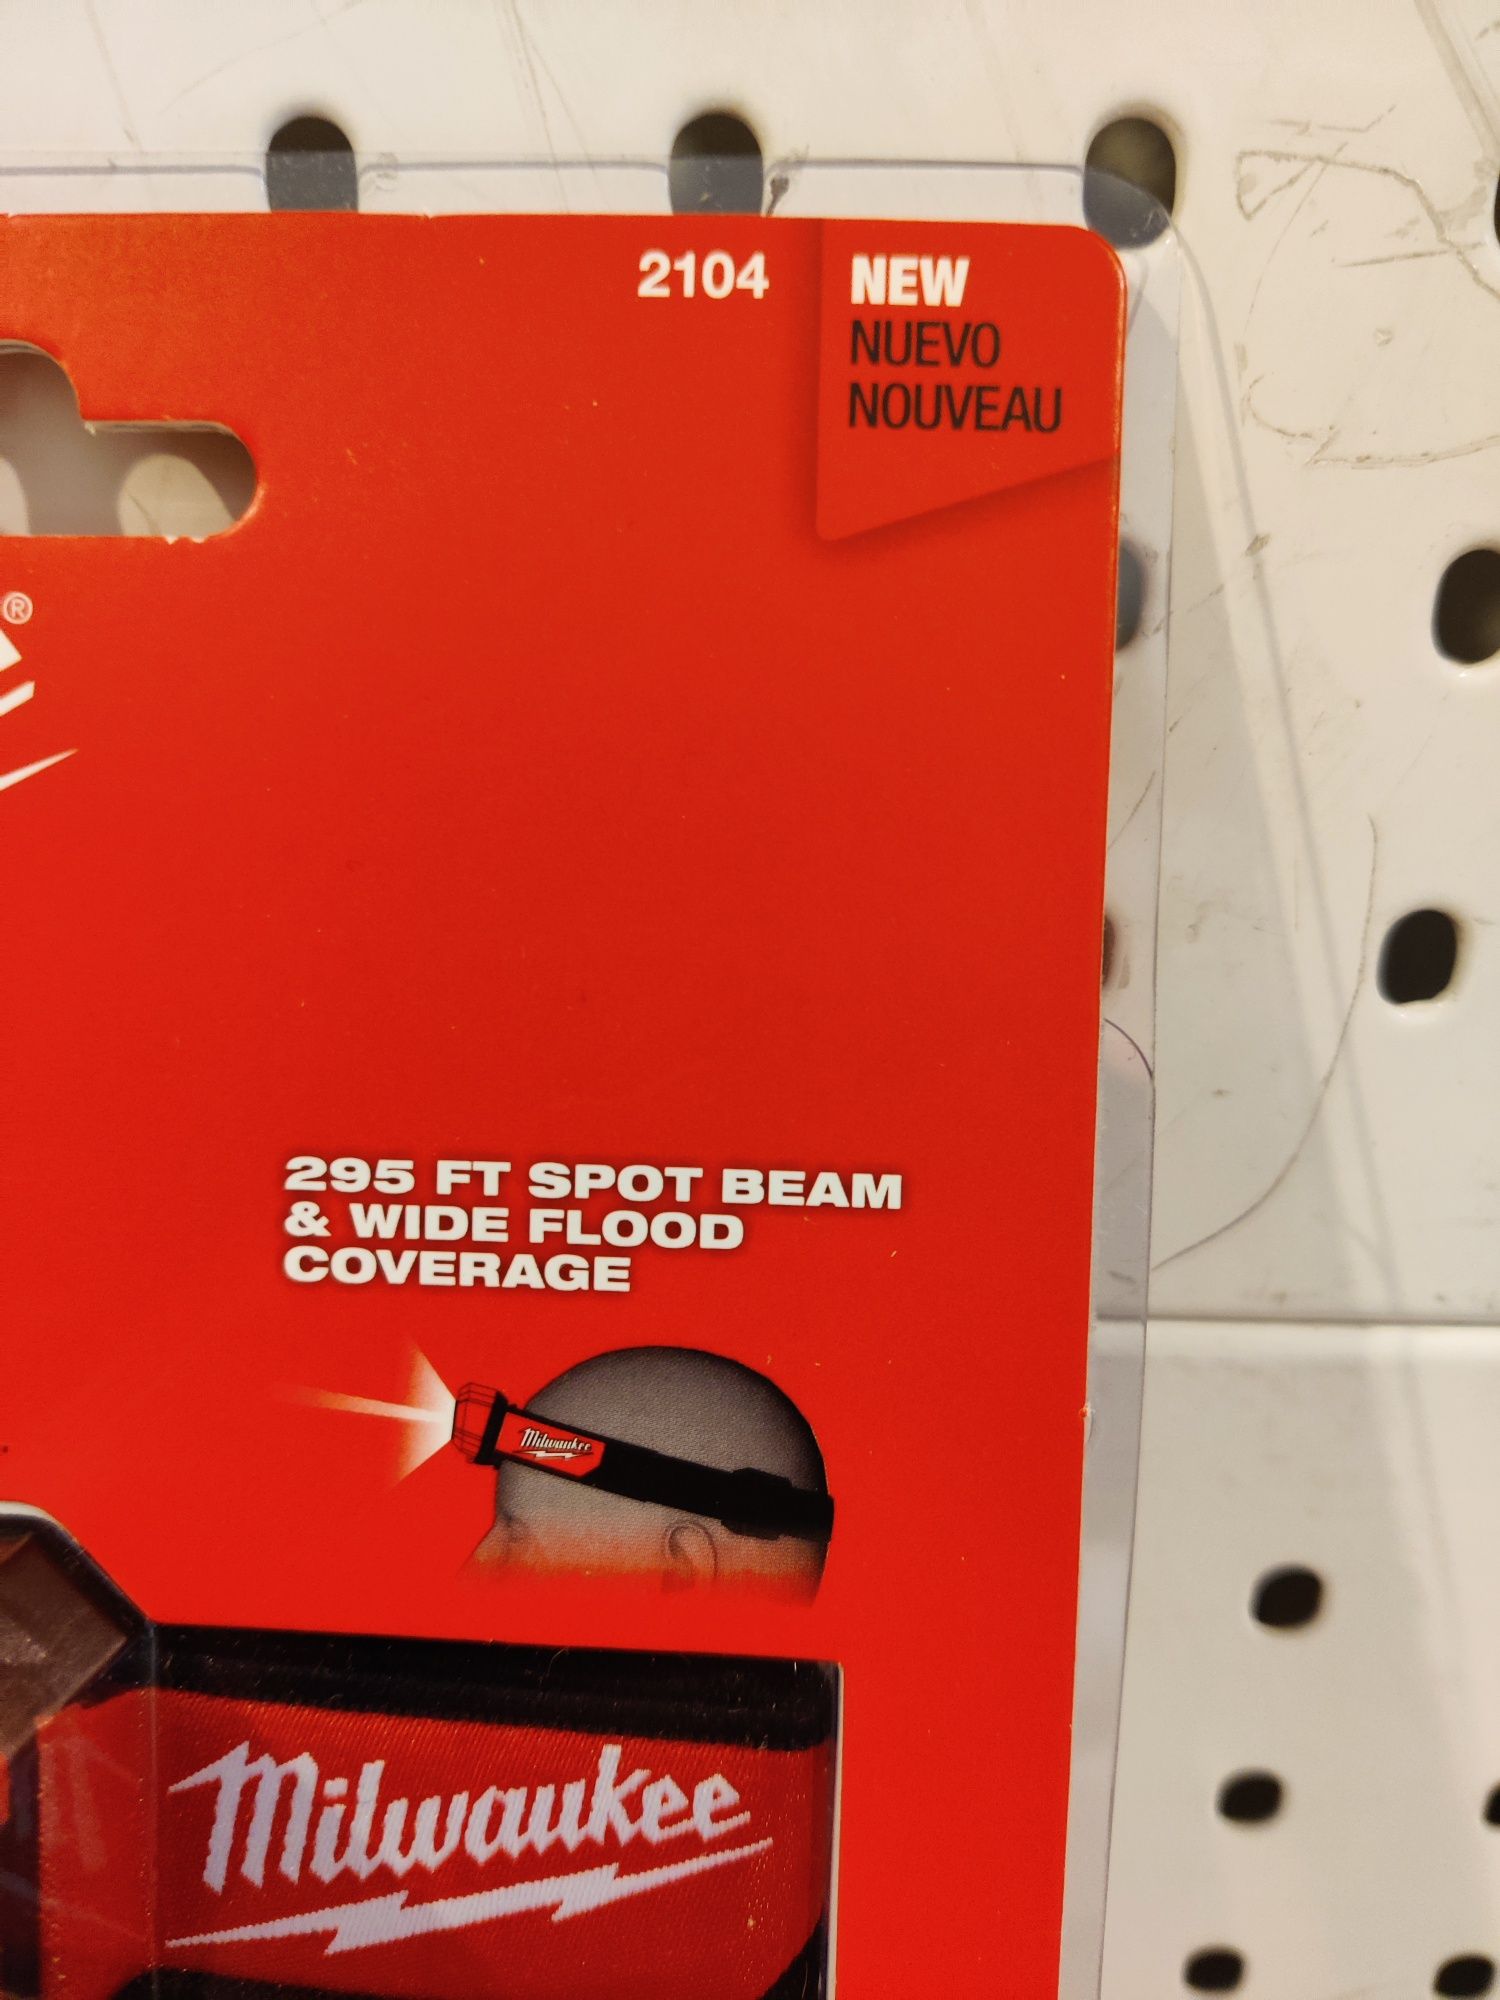 2104
NEW
NUEVO
NOUVEAU
®
295 FT SPOT BEAM
& WIDE FLOOD
COVERAGE
Milwaukee
Milwaukee